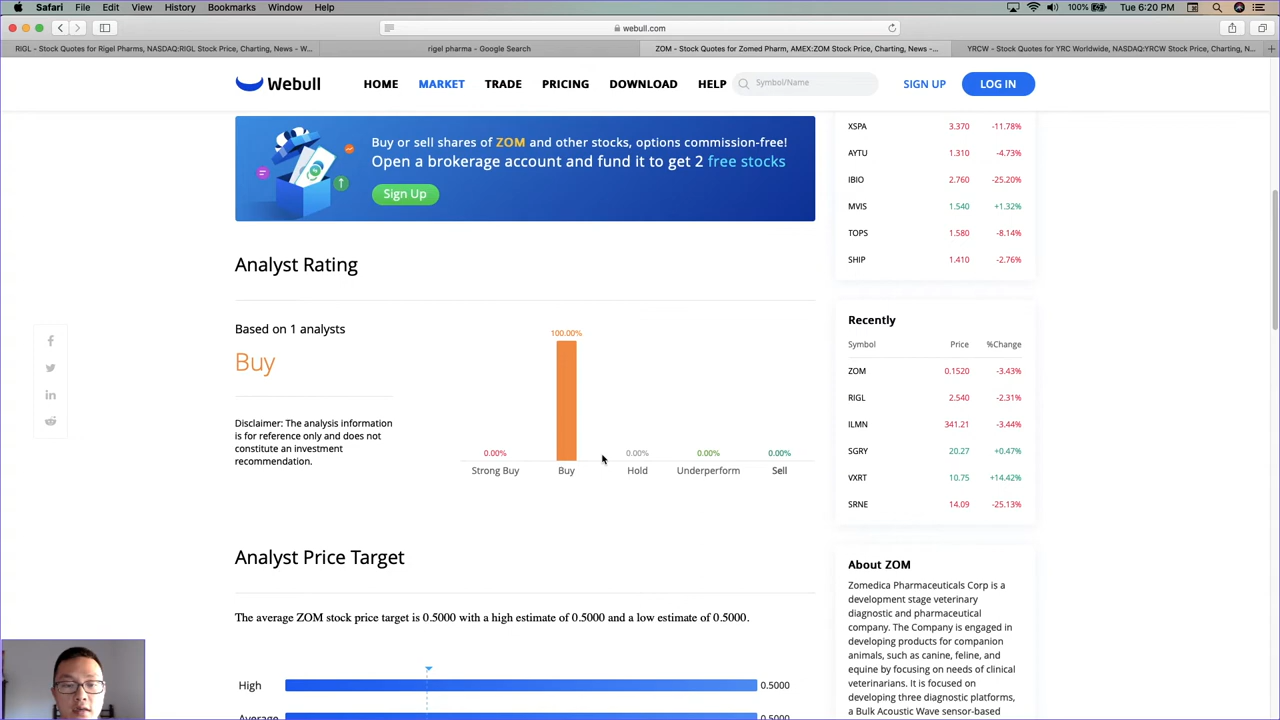 Safari File Edit View History Bookmarks Window Help
100% Tue 6:20 PM
webull.com
RIGL - Stock Quotes for Rigel Pharms, NASDAQ:RIGL Stock Price, Charting, News - W...
rigel pharma - Google Search
ZOM - Stock Quotes for Zomed Pharm, AMEX:ZOM Stock Price, Charting, News -...
YRCW - Stock Quotes for YRC Worldwide, NASDAQ:YRCW Stock Price, Charting, N...
Webull
HOME MARKET TRADE PRICING DOWNLOAD HELP
Symbol/Name
SIGN UP
LOG IN
Buy or sell shares of ZOM and other stocks, options commission-free!
Open a brokerage account and fund it to get 2 free stocks
Sign Up
XSPA 3.370 -11.78%
AYTU 1.310 -4.73%
IBIO 2.760 -25.20%
MVIS 1.540 +1.32%
TOPS 1.580 -8.14%
SHIP 1.410 -2.76%
Analyst Rating
Based on 1 analysts
Buy
Disclaimer: The analysis information
is for reference only and does not
constitute an investment
recommendation.
100.00%
0.00% 0.00% 0.00% 0.00%
Strong Buy Buy Hold Underperform Sell
Recently
Symbol Price %Change
ZOM 0.1520 -3.43%
RIGL 2.540 -2.31%
ILMN 341.21 -3.44%
SGRY 20.27 +0.47%
VXRT 10.75 +14.42%
SRNE 14.09 -25.13%
Analyst Price Target
The average ZOM stock price target is 0.5000 with a high estimate of 0.5000 and a low estimate of 0.5000.
High 0.5000
Average 0.5000
About ZOM
Zomedica Pharmaceuticals Corp is a
development stage veterinary
diagnostic and pharmaceutical
company. The Company is engaged in
developing products for companion
animals, such as canine, feline, and
equine by focusing on needs of clinical
veterinarians. It is focused on
developing three diagnostic platforms,
a Bulk Acoustic Wave sensor-based